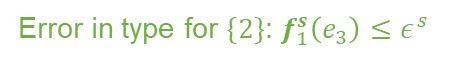 Error in type for {2}: 𝒇₁ˢ(e₃) ≤ ϵˢ